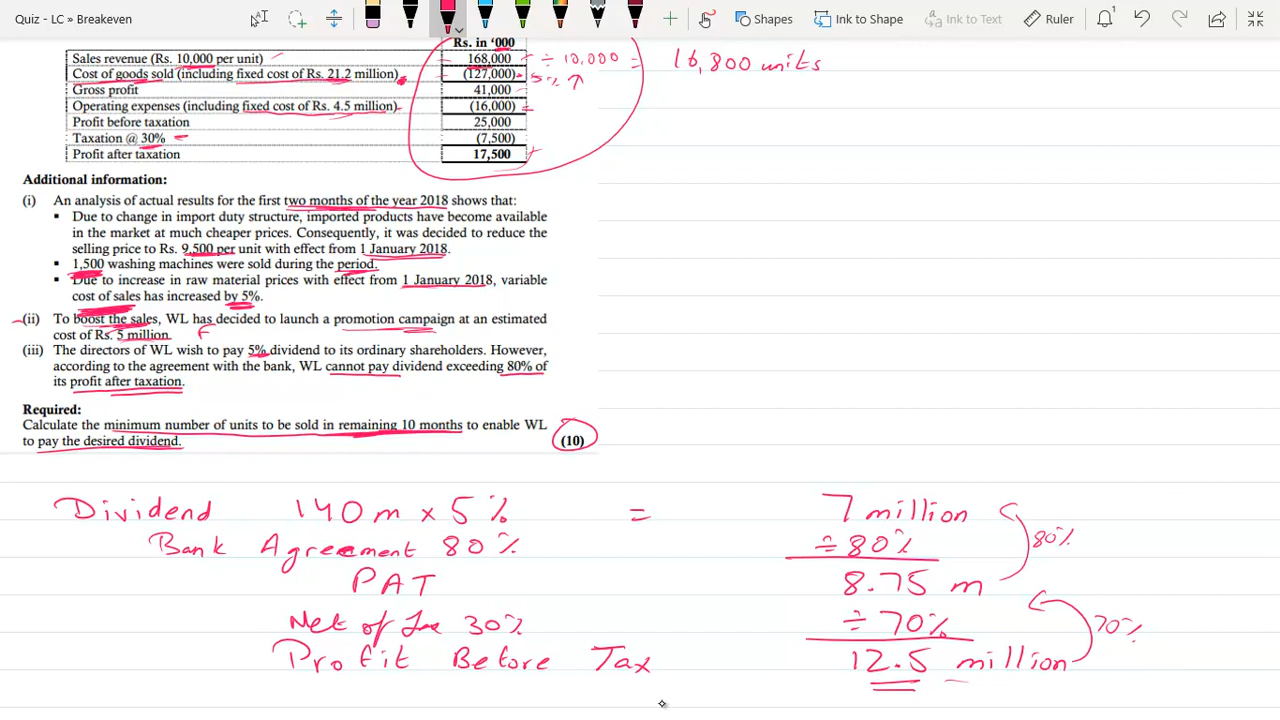 Quiz - LC » Breakeven
Shapes
Ink to Shape
Ink to Text
Ruler
Rs. in '000
Sales revenue (Rs. 10,000 per unit) 168,000 ÷ 10,000 = 16,800 units
Cost of goods sold (including fixed cost of Rs. 21.2 million) (127,000) 5% ↑
Gross profit 41,000
Operating expenses (including fixed cost of Rs. 4.5 million) (16,000)
Profit before taxation 25,000
Taxation @ 30% (7,500)
Profit after taxation 17,500
Additional information:
(i) An analysis of actual results for the first two months of the year 2018 shows that:
▪ Due to change in import duty structure, imported products have become available
in the market at much cheaper prices. Consequently, it was decided to reduce the
selling price to Rs. 9,500 per unit with effect from 1 January 2018.
▪ 1,500 washing machines were sold during the period.
▪ Due to increase in raw material prices with effect from 1 January 2018, variable
cost of sales has increased by 5%.
(ii) To boost the sales, WL has decided to launch a promotion campaign at an estimated
cost of Rs. 5 million. F
(iii) The directors of WL wish to pay 5% dividend to its ordinary shareholders. However,
according to the agreement with the bank, WL cannot pay dividend exceeding 80% of
its profit after taxation.
Required:
Calculate the minimum number of units to be sold in remaining 10 months to enable WL
to pay the desired dividend. (10)
Dividend 140 m × 5% = 7 million
Bank Agreement 80% ÷ 80% 80%
PAT 8.75 m
Net of 30% ÷ 70% 70%
Profit Before Tax 12.5 million